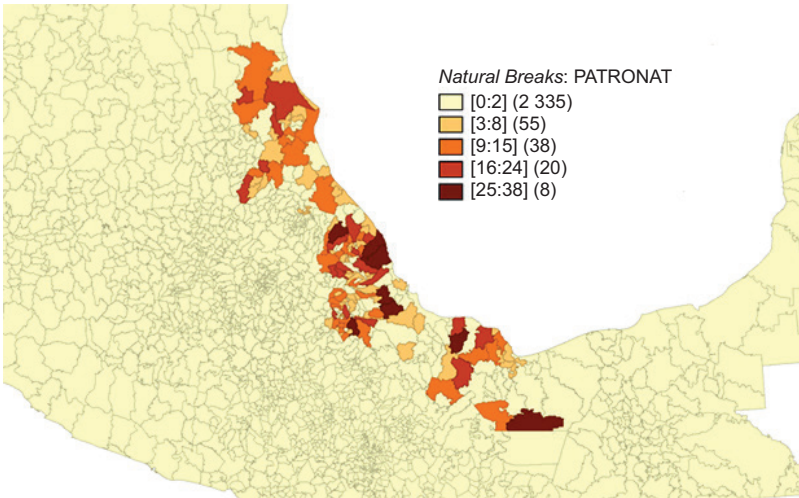 Natural Breaks: PATRONAT
[0:2] (2 335)
[3:8] (55)
[9:15] (38)
[16:24] (20)
[25:38] (8)